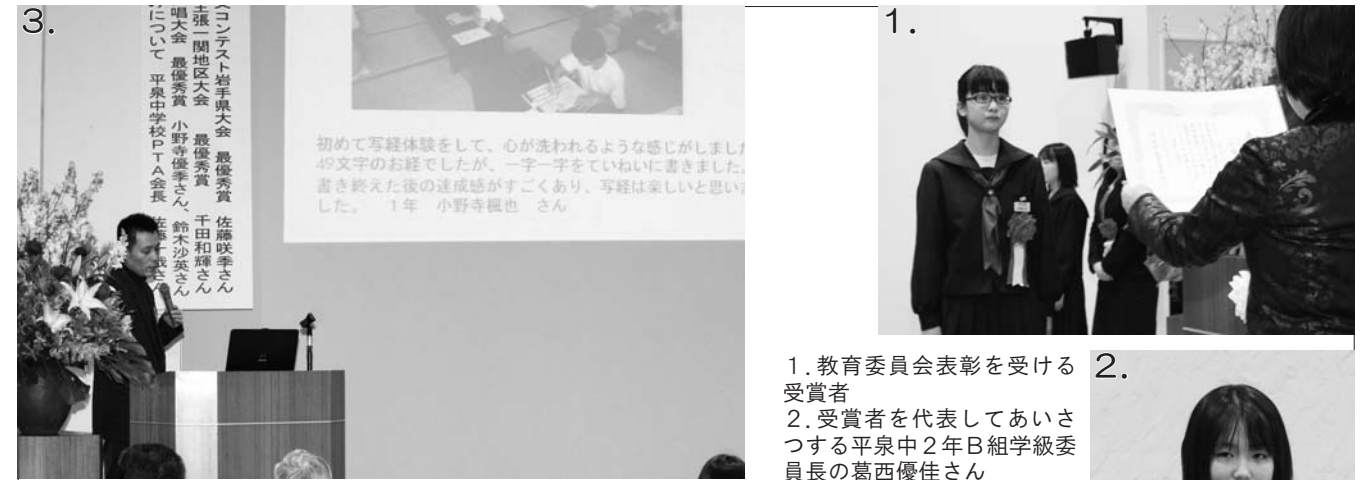 3.
文コンテスト岩手県大会 最優秀賞 佐藤咲季さん
主張一関地区大会 最優秀賞 千田和輝さん
唱大会 最優秀賞 小野寺優季さん、鈴木沙英さん
けについて 平泉中学校PTA会長 佐藤一哉さん
初めて写経体験をして、心が洗われるような感じがしました
49文字のお経でしたが、一字一字をていねいに書きました。
書き終えた後の達成感がすごくあり、写経は楽しいと思いま
した。 1年 小野寺楓也 さん
1.
1.教育委員会表彰を受ける
受賞者
2.受賞者を代表してあいさ
つする平泉中2年B組学級委
員長の葛西優佳さん
2.